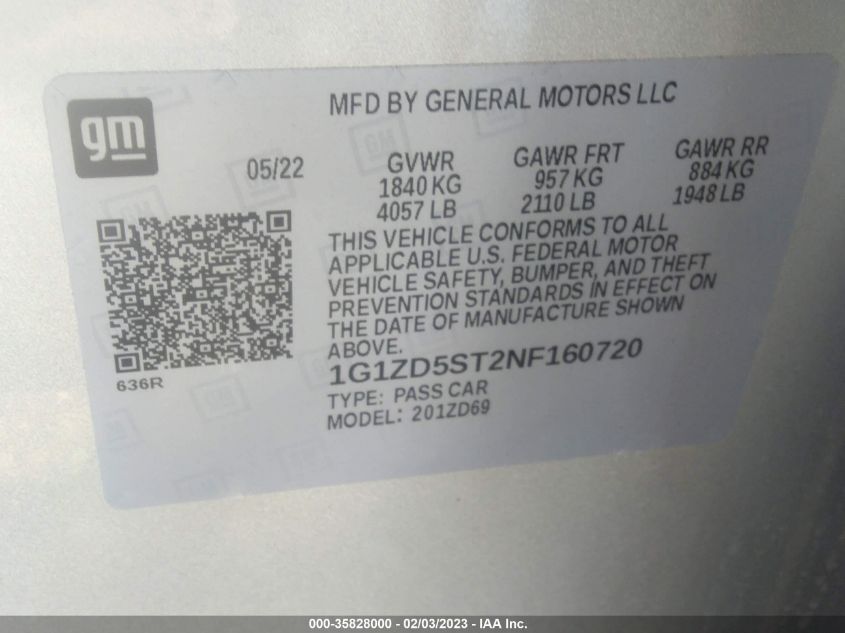 gm
MFD BY GENERAL MOTORS LLC
05/22
GVWR
1840 KG
4057 LB
GAWR FRT
957 KG
2110 LB
GAWR RR
884 KG
1948 LB
THIS VEHICLE CONFORMS TO ALL
APPLICABLE U.S. FEDERAL MOTOR
VEHICLE SAFETY, BUMPER, AND THEFT
PREVENTION STANDARDS IN EFFECT ON
THE DATE OF MANUFACTURE SHOWN
ABOVE.
636R
1G1ZD5ST2NF160720
TYPE: PASS CAR
MODEL: 201ZD69
000-35828000 - 02/03/2023 - IAA Inc.